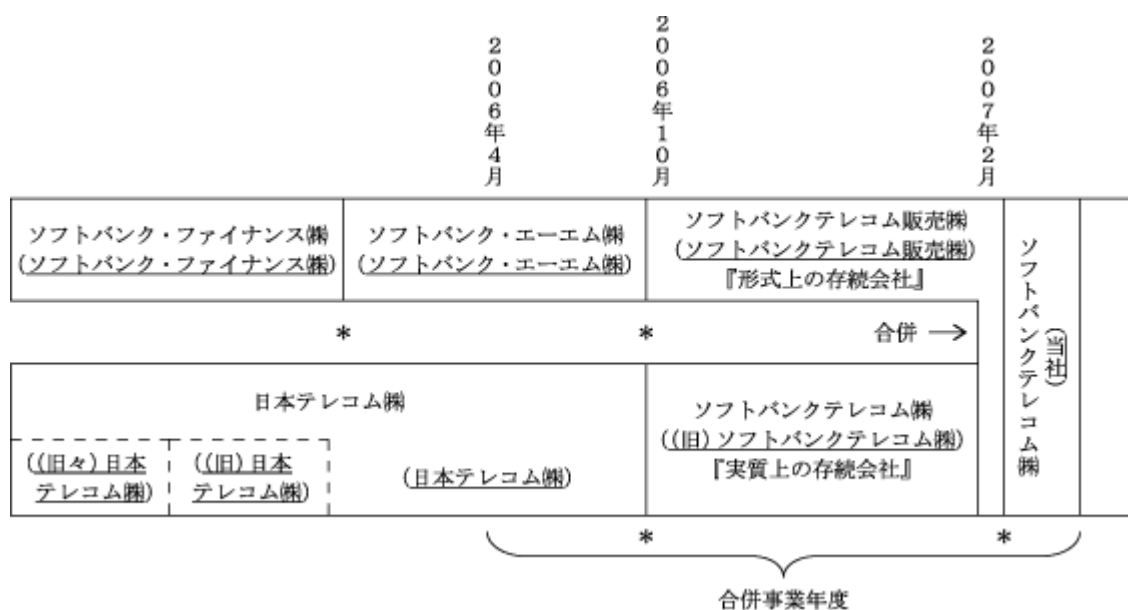 2006年4月
2006年10月
2007年2月
ソフトバンク・ファイナンス㈱
(ソフトバンク・ファイナンス㈱)
ソフトバンク・エーエム㈱
(ソフトバンク・エーエム㈱)
ソフトバンクテレコム販売㈱
(ソフトバンクテレコム販売㈱)
『形式上の存続会社』
ソフトバンクテレコム㈱
(当社)
*
*
合併→
日本テレコム㈱
((旧々)日本
テレコム㈱)
((旧)日本
テレコム㈱)
(日本テレコム㈱)
ソフトバンクテレコム㈱
((旧)ソフトバンクテレコム㈱)
『実質上の存続会社』
*
*
合併事業年度